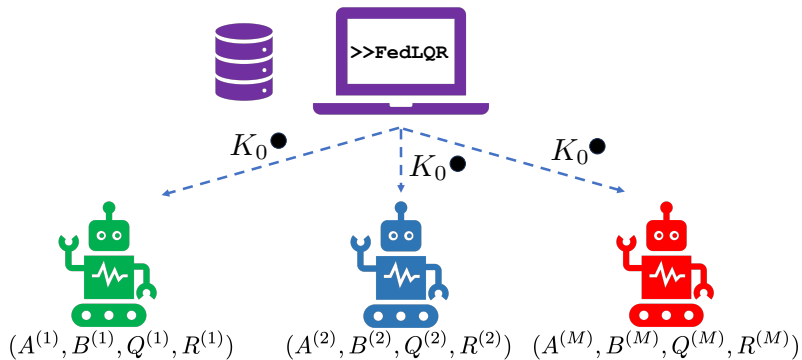 >>FedLQR
K₀
K₀
K₀
(A⁽¹⁾, B⁽¹⁾, Q⁽¹⁾, R⁽¹⁾)
(A⁽²⁾, B⁽²⁾, Q⁽²⁾, R⁽²⁾)
(A⁽ᴹ⁾, B⁽ᴹ⁾, Q⁽ᴹ⁾, R⁽ᴹ⁾)